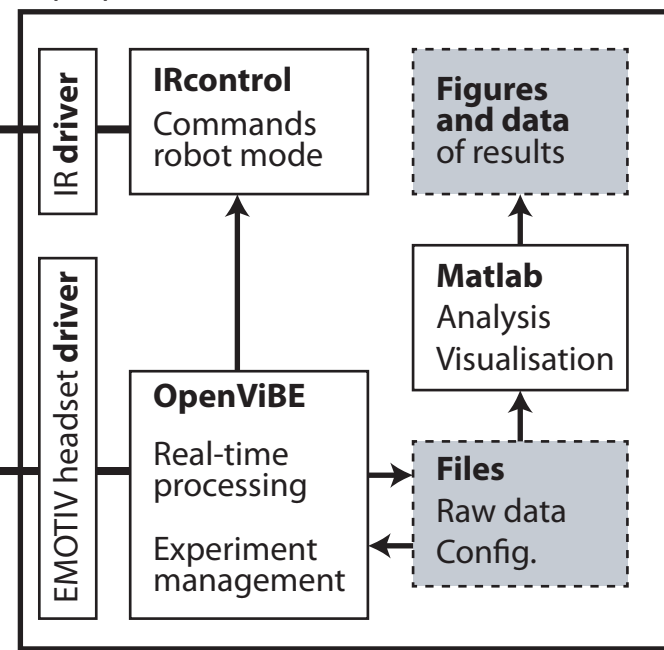 IR driver
IRcontrol
Commands
robot mode
Figures
and data
of results
EMOTIV headset driver
OpenViBE
Real-time
processing
Experiment
management
Matlab
Analysis
Visualisation
Files
Raw data
Config.